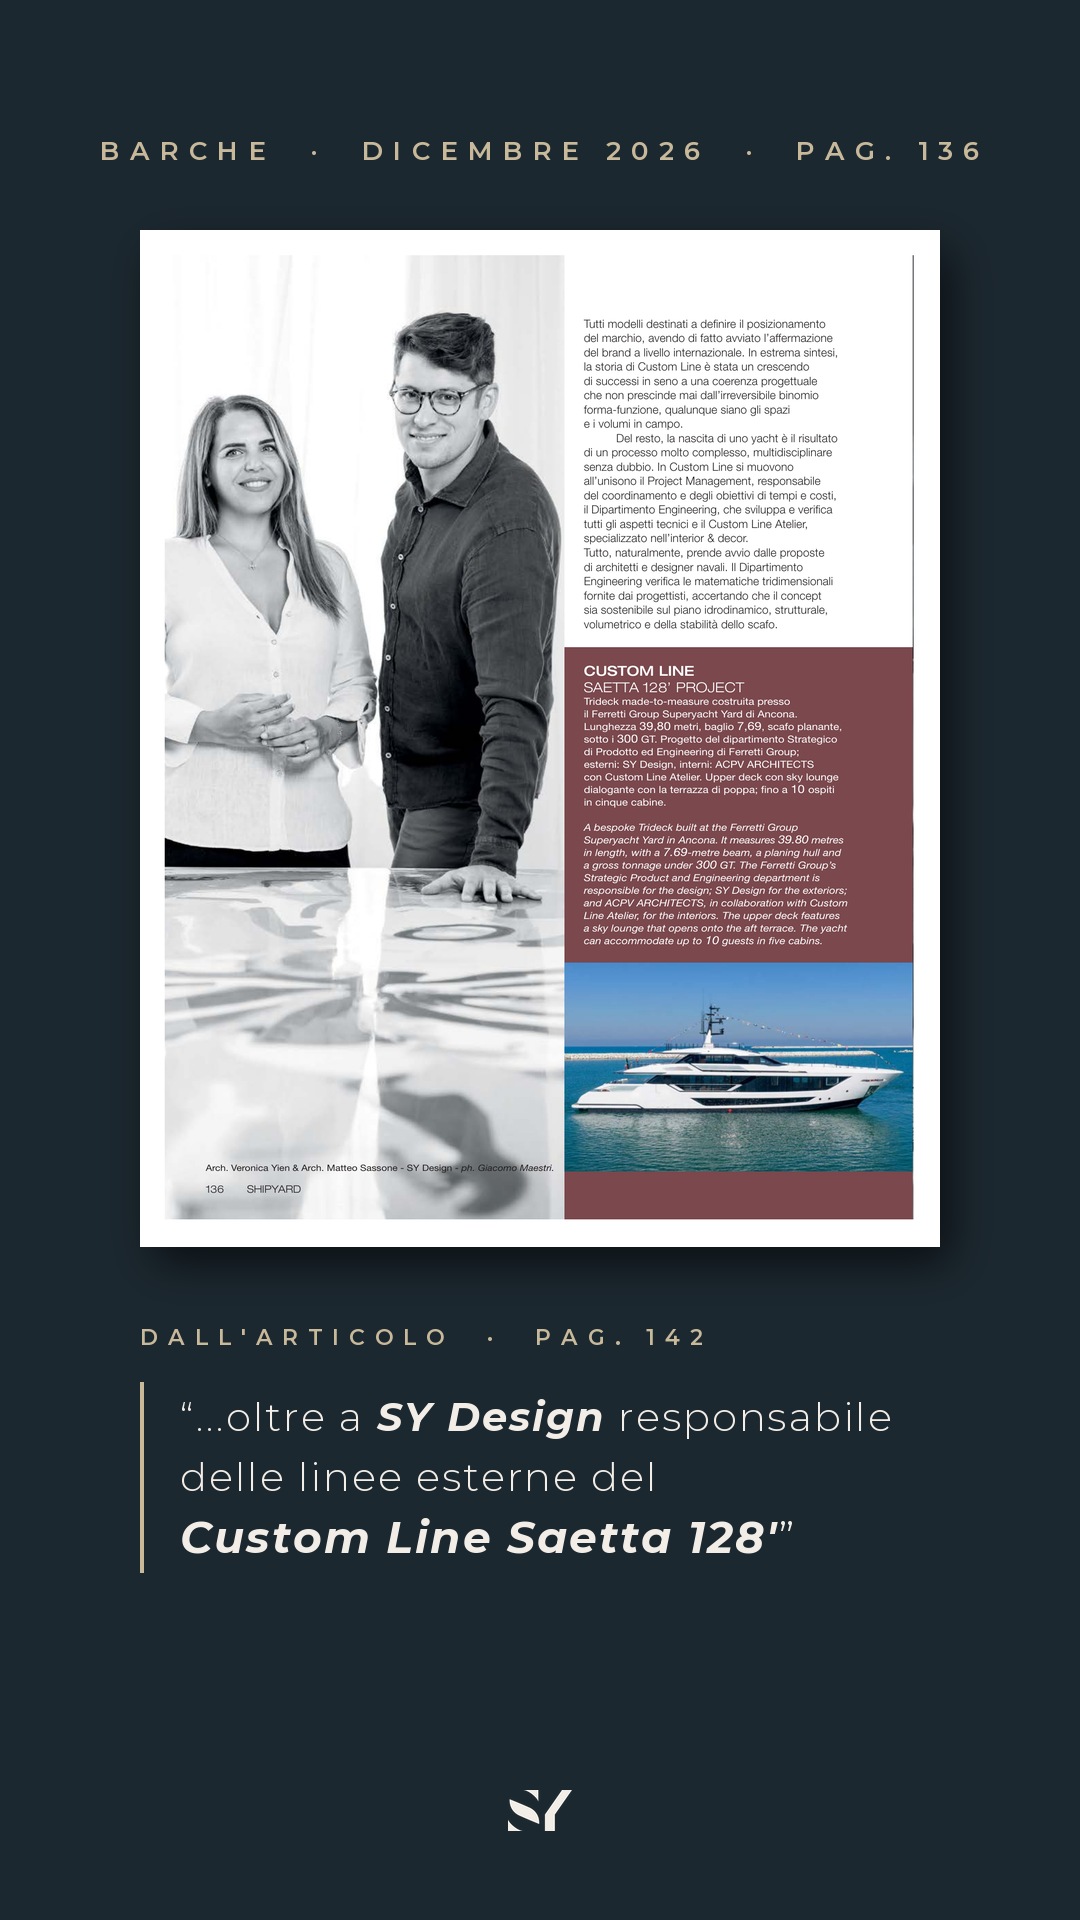 BARCHE · DICEMBRE 2026 · PAG. 136
Tutti modelli destinati a definire il posizionamento
del marchio, avendo di fatto avviato l'affermazione
del brand a livello internazionale. In estrema sintesi,
la storia di Custom Line è stata un crescendo
di successi in seno a una coerenza progettuale
che non prescinde mai dall'irreversibile binomio
forma-funzione, qualunque siano gli spazi
e i volumi in campo.
Del resto, la nascita di uno yacht è il risultato
di un processo molto complesso, multidisciplinare
senza dubbio. In Custom Line si muovono
all'unisono il Project Management, responsabile
del coordinamento e degli obiettivi di tempi e costi,
il Dipartimento Engineering, che sviluppa e verifica
tutti gli aspetti tecnici e il Custom Line Atelier,
specializzato nell'interior & decor.
Tutto, naturalmente, prende avvio dalle proposte
di architetti e designer navali. Il Dipartimento
Engineering verifica le matematiche tridimensionali
fornite dai progettisti, accertando che il concept
sia sostenibile sul piano idrodinamico, strutturale,
volumetrico e della stabilità dello scafo.
CUSTOM LINE
SAETTA 128' PROJECT
Trideck made-to-measure costruita presso
il Ferretti Group Superyacht Yard di Ancona.
Lunghezza 39,80 metri, baglio 7,69, scafo planante,
sotto i 300 GT. Progetto del dipartimento Strategico
di Prodotto ed Engineering di Ferretti Group;
esterni: SY Design, interni: ACPV ARCHITECTS
con Custom Line Atelier. Upper deck con sky lounge
dialogante con la terrazza di poppa; fino a 10 ospiti
in cinque cabine.
A bespoke Trideck built at the Ferretti Group
Superyacht Yard in Ancona. It measures 39.80 metres
in length, with a 7.69-metre beam, a planing hull and
a gross tonnage under 300 GT. The Ferretti Group's
Strategic Product and Engineering department is
responsible for the design; SY Design for the exteriors;
and ACPV ARCHITECTS, in collaboration with Custom
Line Atelier, for the interiors. The upper deck features
a sky lounge that opens onto the aft terrace. The yacht
can accommodate up to 10 guests in five cabins.
Arch. Veronica Yien & Arch. Matteo Sassone - SY Design - ph. Giacomo Maestri.
136 SHIPYARD
DALL'ARTICOLO · PAG. 142
“...oltre a SY Design responsabile
delle linee esterne del
Custom Line Saetta 128'”
SY